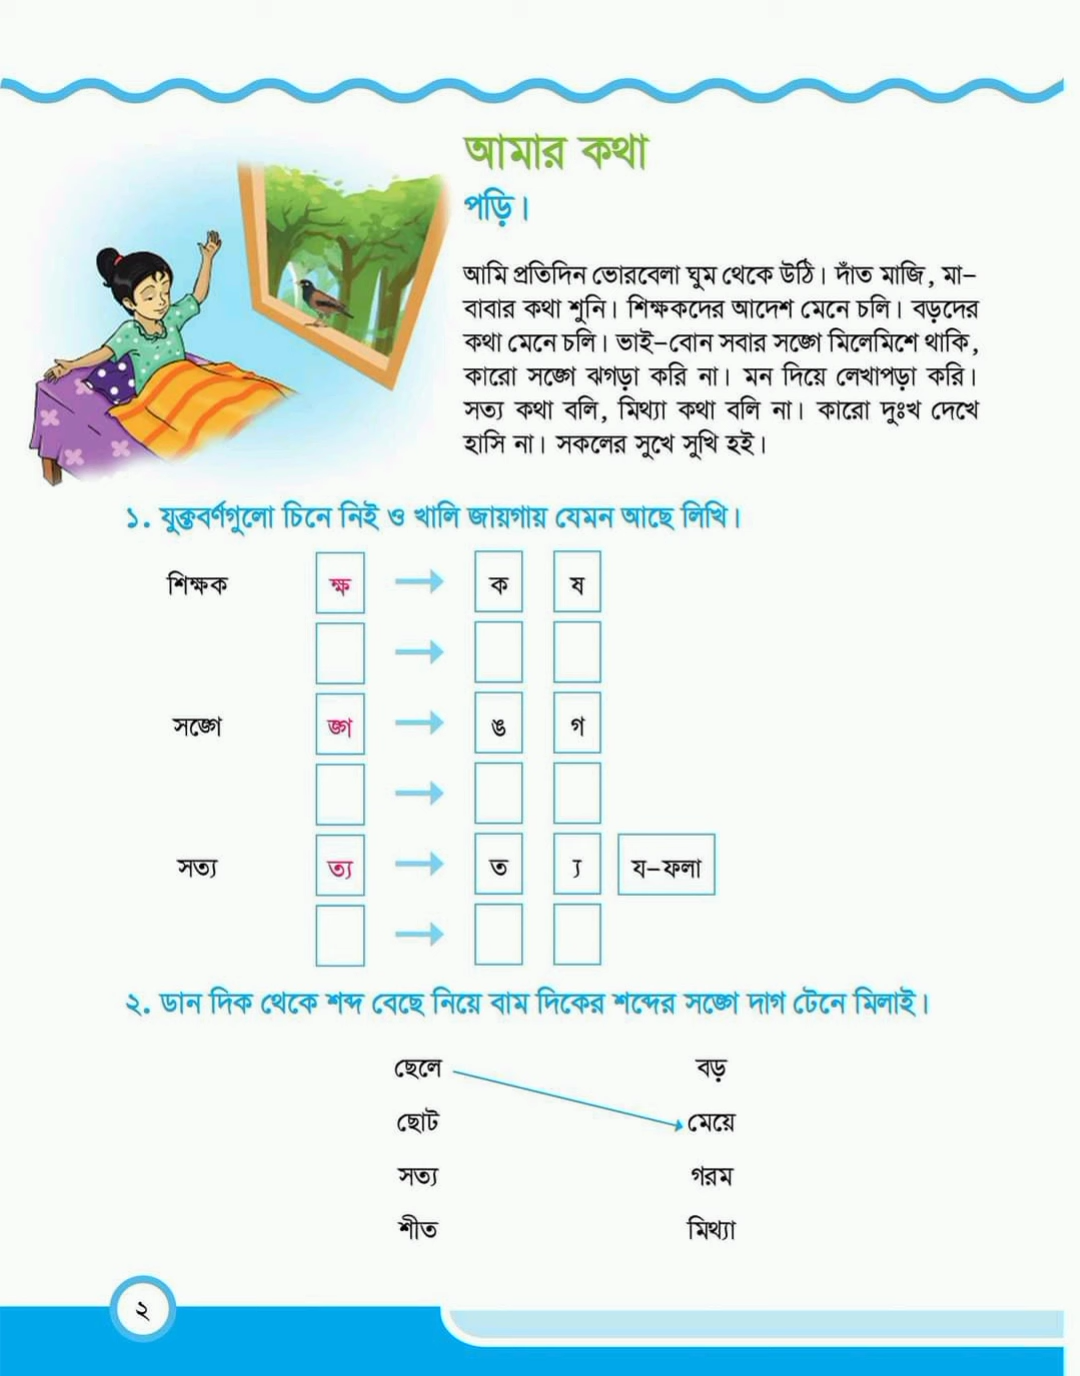 আমার কথা
পড়ি।
আমি প্রতিদিন ভোরবেলা ঘুম থেকে উঠি। দাঁত মাজি, মা-
বাবার কথা শুনি। শিক্ষকদের আদেশ মেনে চলি। বড়দের
কথা মেনে চলি। ভাই-বোন সবার সঙ্গে মিলেমিশে থাকি,
কারো সঙ্গে ঝগড়া করি না। মন দিয়ে লেখাপড়া করি।
সত্য কথা বলি, মিথ্যা কথা বলি না। কারো দুঃখ দেখে
হাসি না। সকলের সুখে সুখি হই।
১. যুক্তবর্ণগুলো চিনে নিই ও খালি জায়গায় যেমন আছে লিখি।
শিক্ষক ক্ষ ক ষ
সঙ্গে ঙ্গ ঙ গ
সত্য ত্য ত ্য য-ফলা
২. ডান দিক থেকে শব্দ বেছে নিয়ে বাম দিকের শব্দের সঙ্গে দাগ টেনে মিলাই।
ছেলে বড়
ছোট মেয়ে
সত্য গরম
শীত মিথ্যা
২